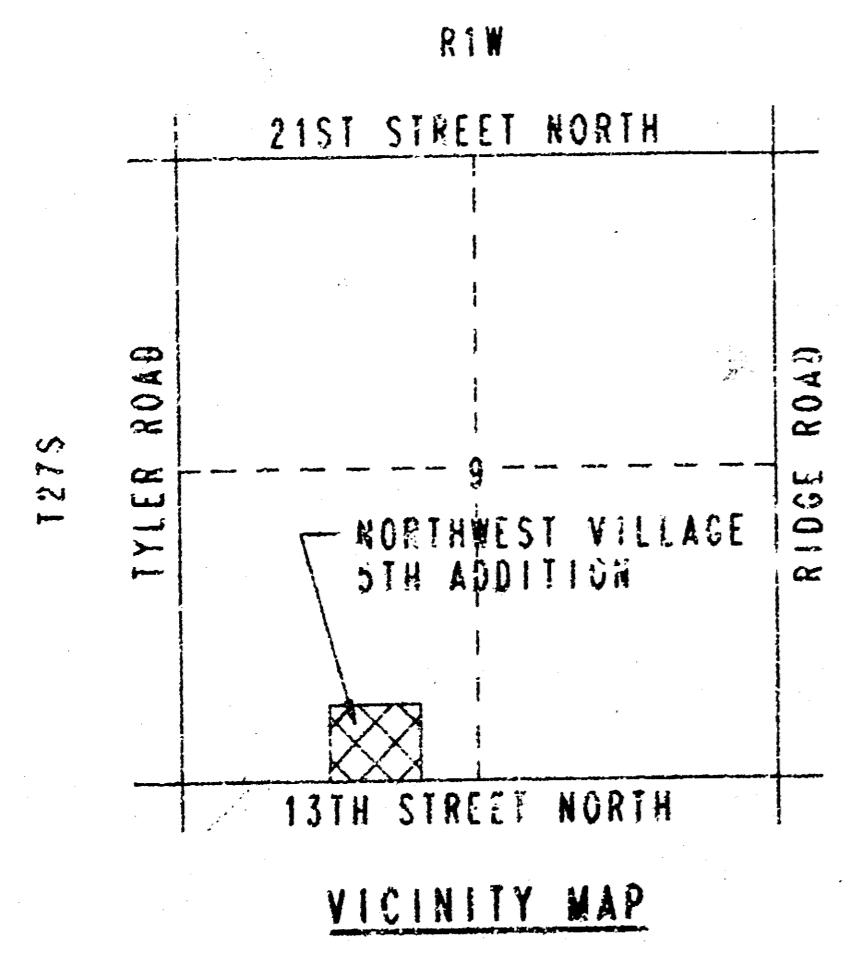 R1W
21ST STREET NORTH
TYLER ROAD
RIDGE ROAD
T27S
9
NORTHWEST VILLAGE
5TH ADDITION
13TH STREET NORTH
VICINITY MAP